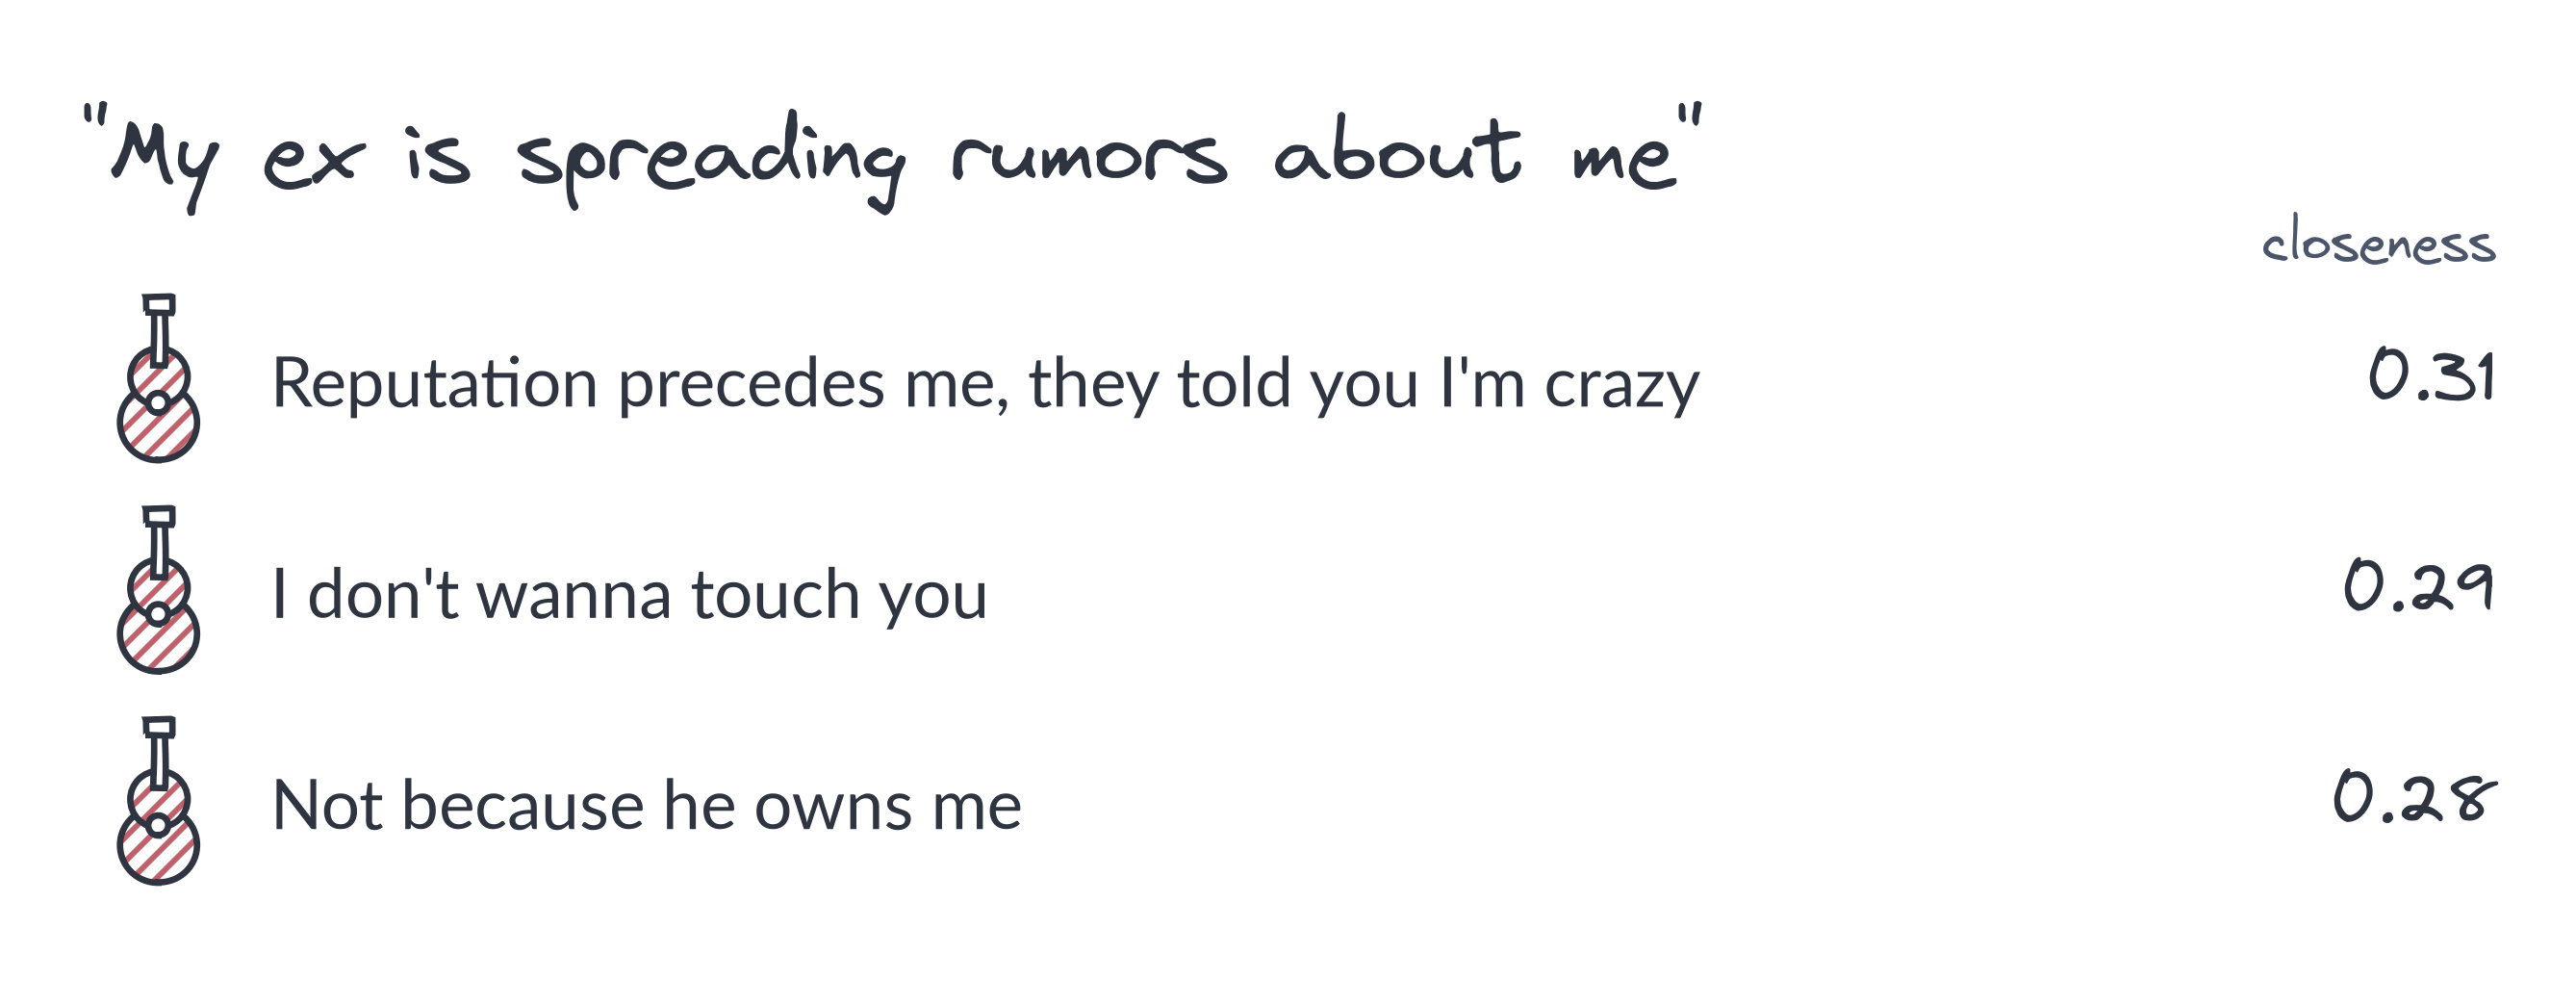 "My ex is spreading rumors about me"
closeness
Reputation precedes me, they told you I'm crazy 0.31
I don't wanna touch you 0.29
Not because he owns me 0.28